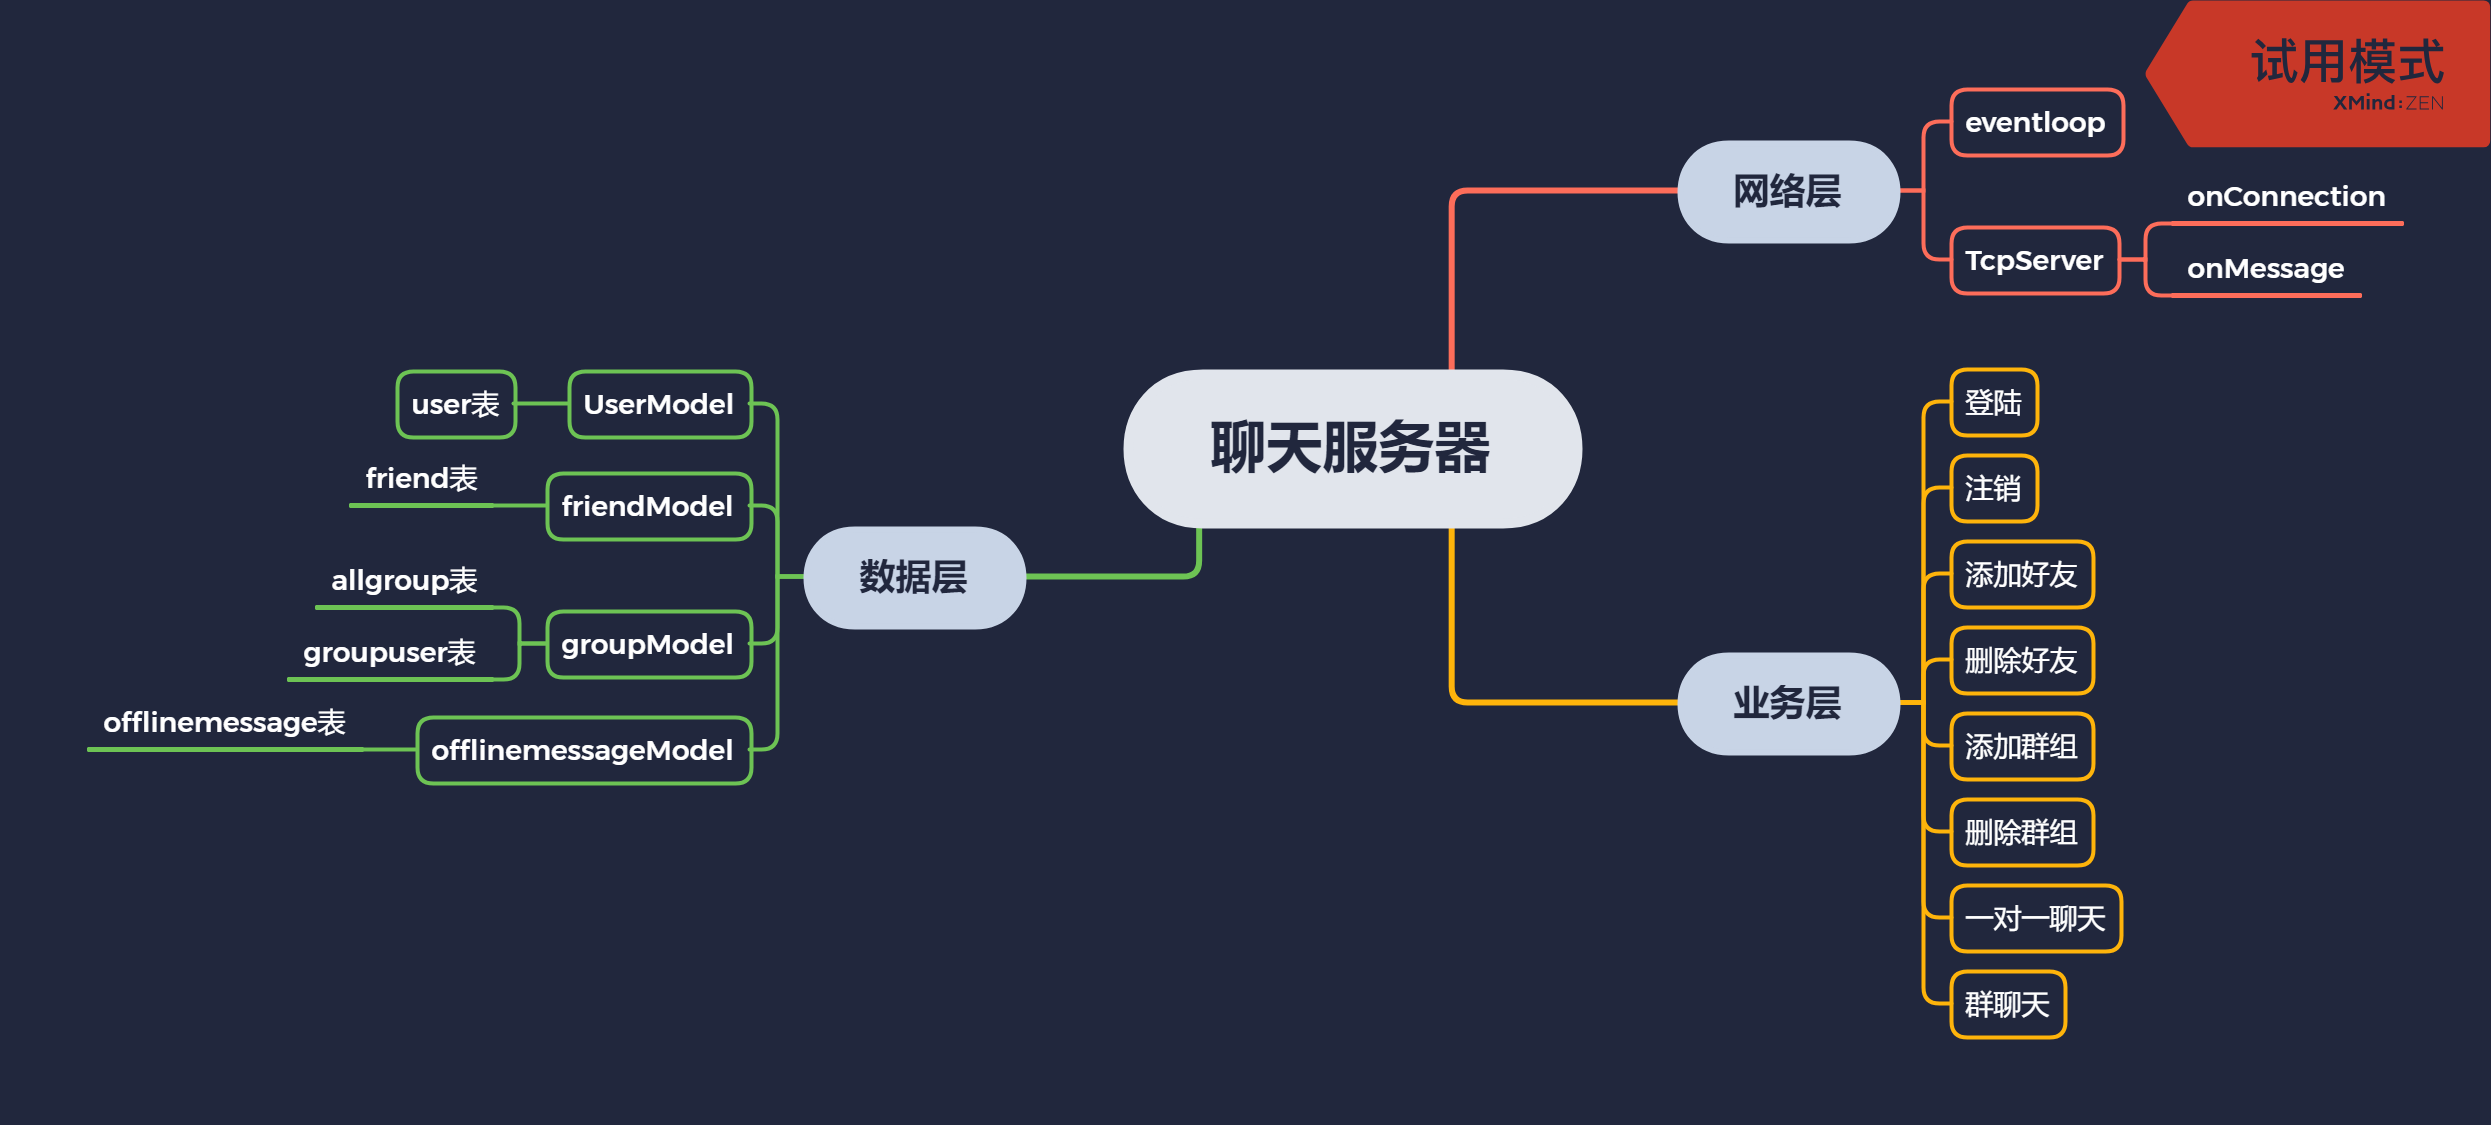 试用模式
XMind:ZEN
聊天服务器
网络层
eventloop
TcpServer
onConnection
onMessage
业务层
登陆
注销
添加好友
删除好友
添加群组
删除群组
一对一聊天
群聊天
数据层
UserModel
user表
friendModel
friend表
groupModel
allgroup表
groupuser表
offlinemessageModel
offlinemessage表